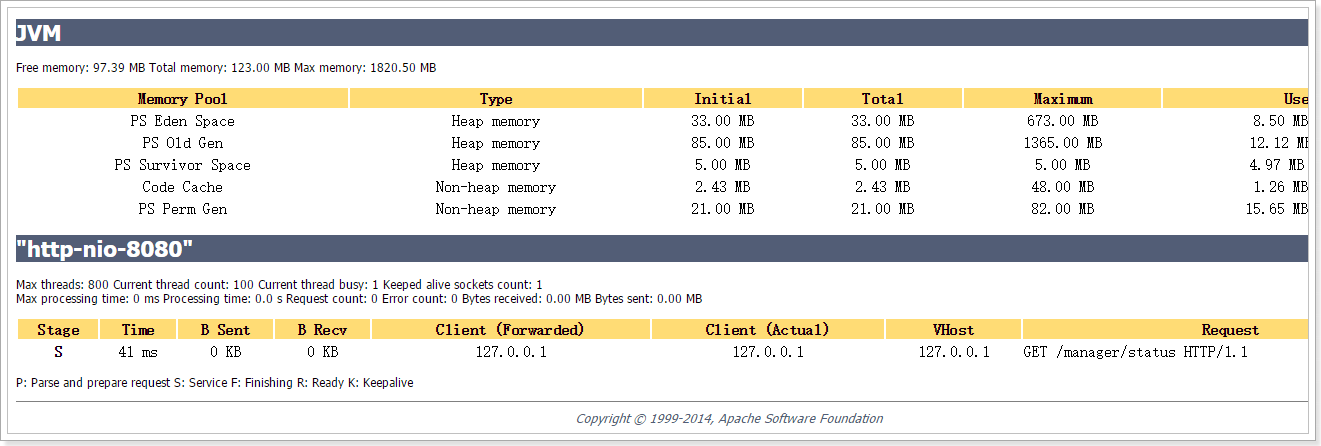 JVM
Free memory: 97.39 MB Total memory: 123.00 MB Max memory: 1820.50 MB
Memory Pool Type Initial Total Maximum Use
PS Eden Space Heap memory 33.00 MB 33.00 MB 673.00 MB 8.50 MB
PS Old Gen Heap memory 85.00 MB 85.00 MB 1365.00 MB 12.12 MB
PS Survivor Space Heap memory 5.00 MB 5.00 MB 5.00 MB 4.97 MB
Code Cache Non-heap memory 2.43 MB 2.43 MB 48.00 MB 1.26 MB
PS Perm Gen Non-heap memory 21.00 MB 21.00 MB 82.00 MB 15.65 MB
"http-nio-8080"
Max threads: 800 Current thread count: 100 Current thread busy: 1 Keeped alive sockets count: 1
Max processing time: 0 ms Processing time: 0.0 s Request count: 0 Error count: 0 Bytes received: 0.00 MB Bytes sent: 0.00 MB
Stage Time B Sent B Recv Client (Forwarded) Client (Actual) VHost Request
S 41 ms 0 KB 0 KB 127.0.0.1 127.0.0.1 127.0.0.1 GET /manager/status HTTP/1.1
P: Parse and prepare request S: Service F: Finishing R: Ready K: Keepalive
Copyright © 1999-2014, Apache Software Foundation